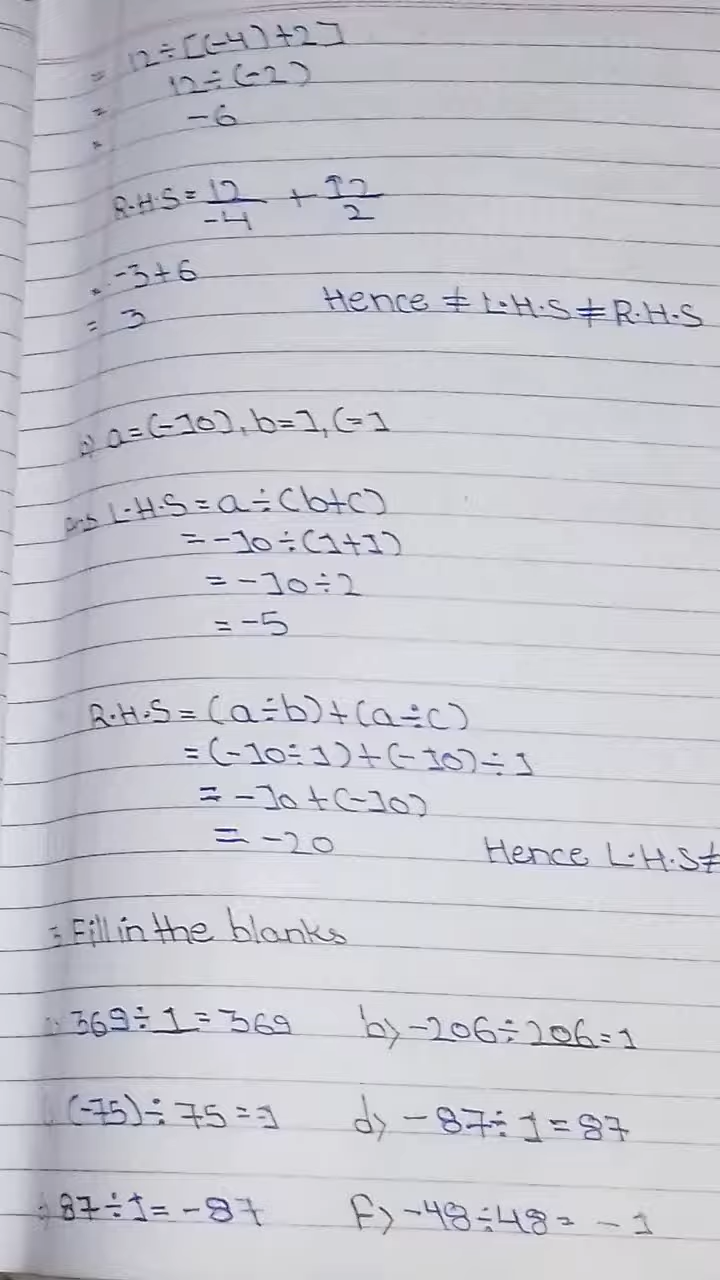 = 12÷[(-4)+2]
= 12÷(-2)
= -6
R.H.S = 12/-4 + 12/2
= -3+6
= 3 Hence ≠ L.H.S ≠ R.H.S
a=(-10), b=1, c=1
Ans L.H.S = a÷(b+c)
= -10÷(1+1)
= -10÷2
= -5
R.H.S = (a÷b)+(a÷c)
= (-10÷1)+(-10)÷1
= -10+(-10)
= -20 Hence L.H.S≠
Fill in the blanks
369÷1=369 b) -206÷206=1
(-75)÷75=-1 d) -87÷1=87
87÷1=-87 F) -48÷48= -1